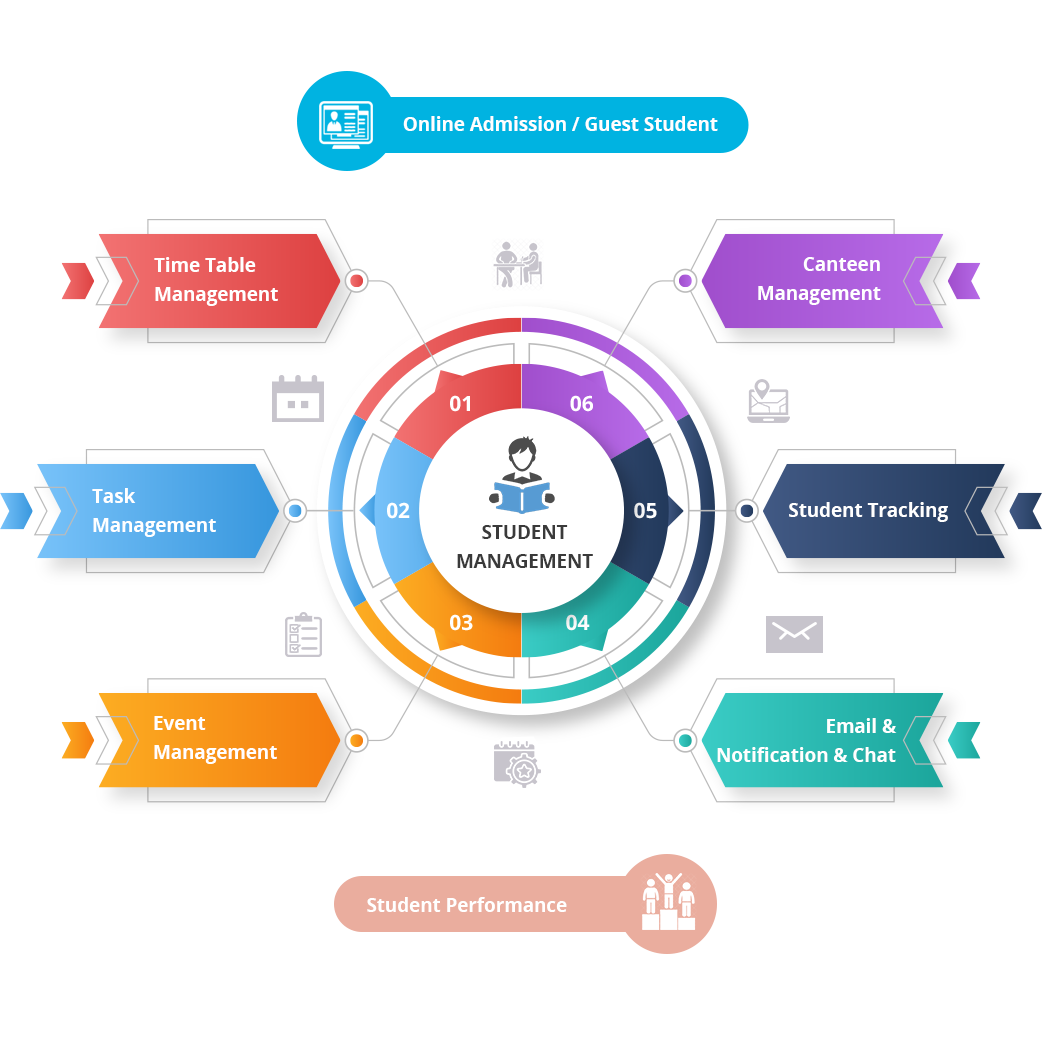 Online Admission / Guest Student
Time Table
Management
Canteen
Management
01
06
Task
Management
02
STUDENT
MANAGEMENT
05
Student Tracking
03
04
Event
Management
Email &
Notification & Chat
Student Performance